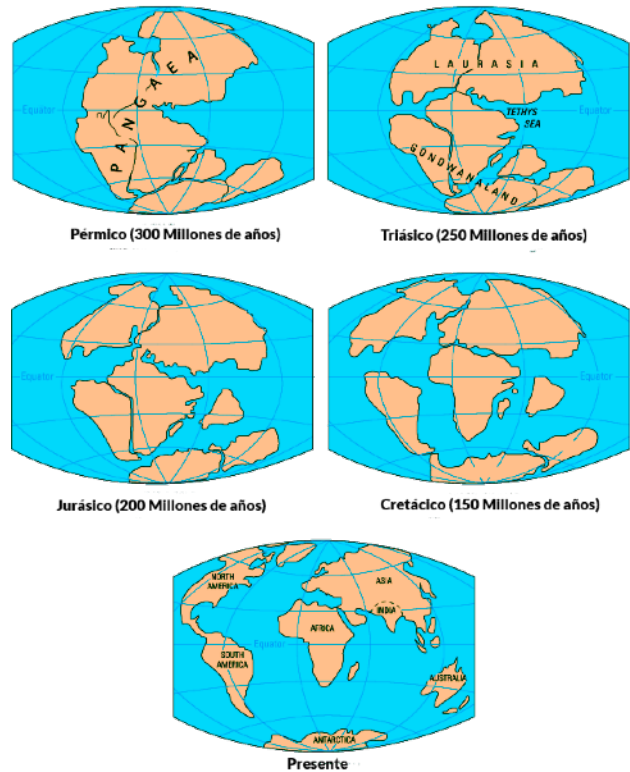 Equator
PANGAEA
Pérmico (300 Millones de años)
LAURASIA
TETHYS
SEA
GONDWANALAND
Triásico (250 Millones de años)
Equator
Jurásico (200 Millones de años)
Equator
Cretácico (150 Millones de años)
NORTH
AMERICA
ASIA
INDIA
AFRICA
Equator
SOUTH
AMERICA
AUSTRALIA
ANTARCTICA
Presente